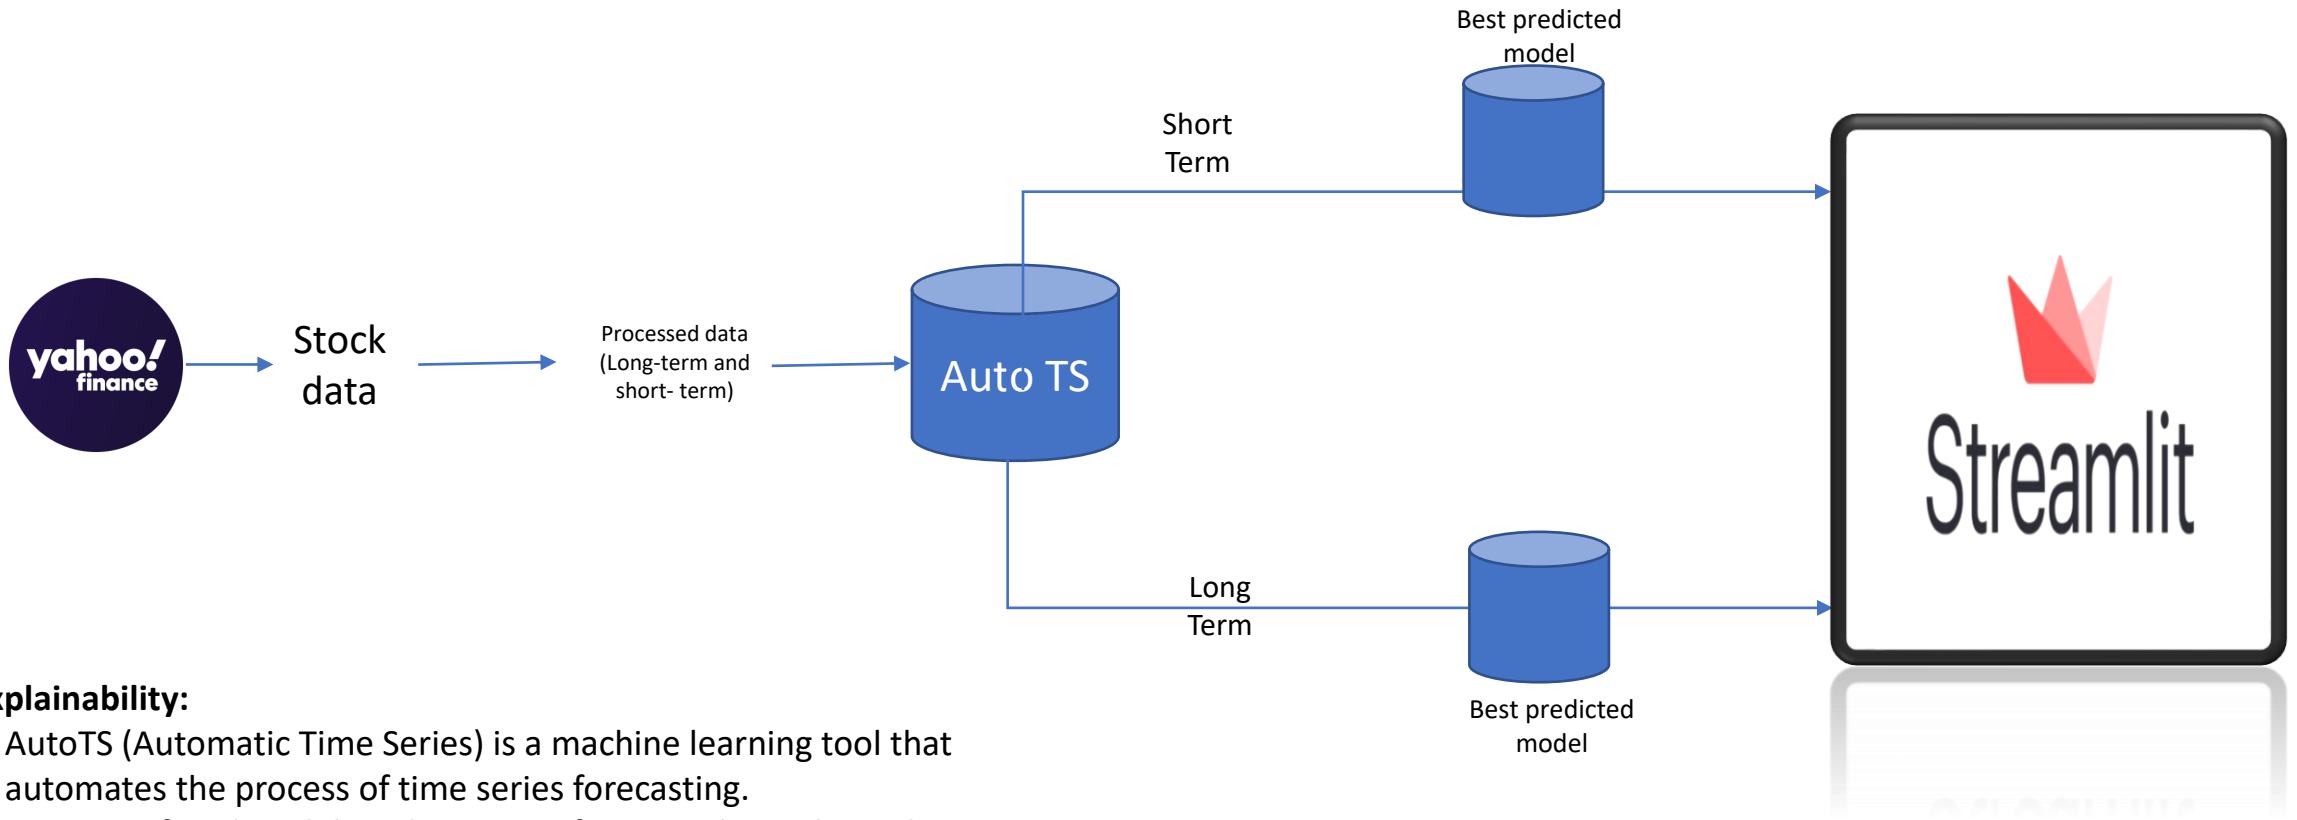 Best predicted
model
Short
Term
yahoo!
finance
Stock
data
Processed data
(Long-term and
short- term)
Auto TS
Streamlit
Long
Term
Best predicted
model
xplainability:
AutoTS (Automatic Time Series) is a machine learning tool that
automates the process of time series forecasting.